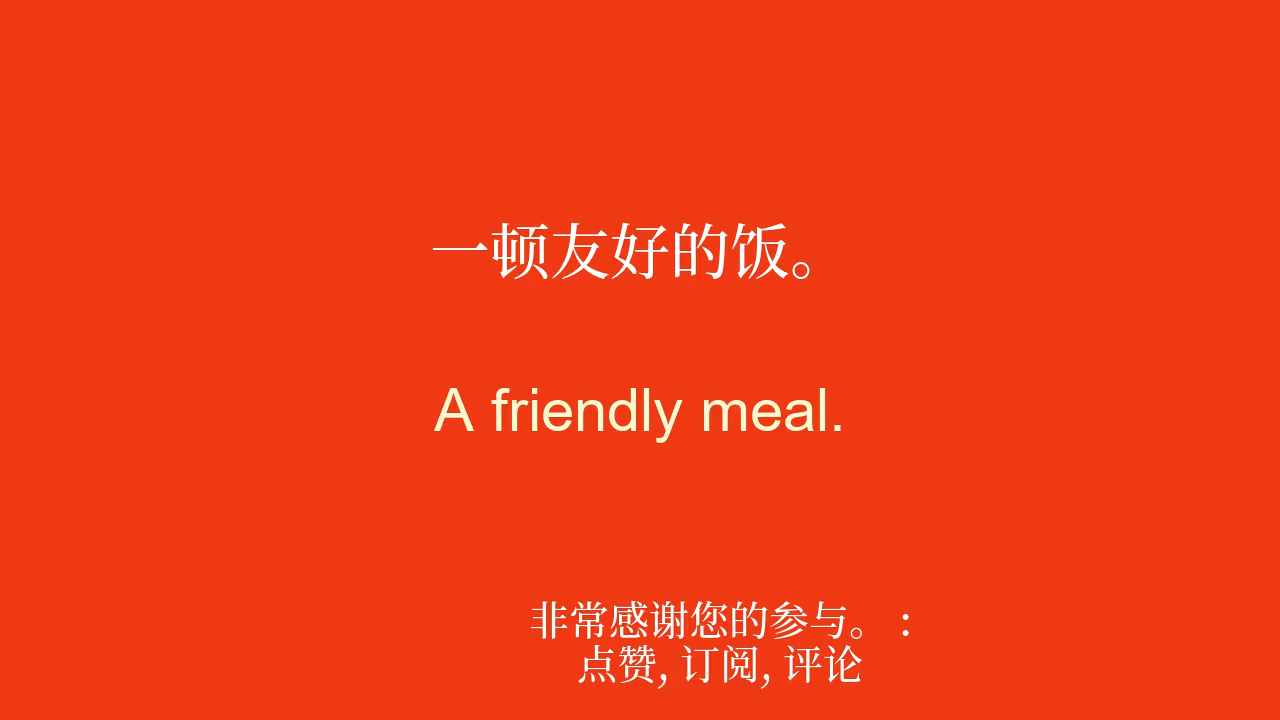 一顿友好的饭。
A friendly meal.
非常感谢您的参与。 :
点赞, 订阅, 评论